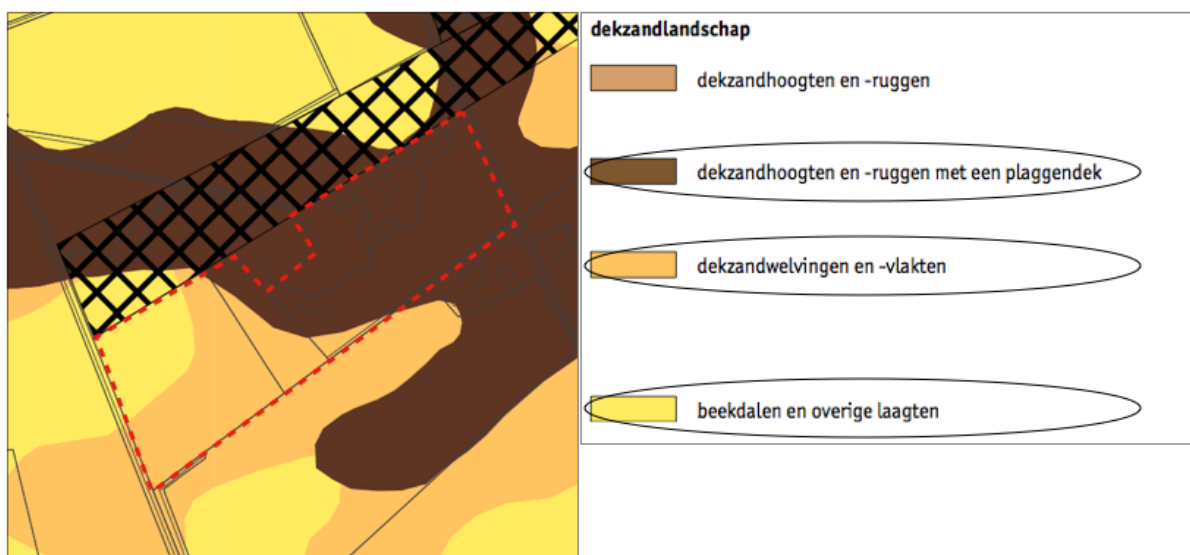 dekzandlandschap
dekzandhoogten en -ruggen
dekzandhoogten en -ruggen met een plaggendek
dekzandwelvingen en -vlakten
beekdalen en overige laagten